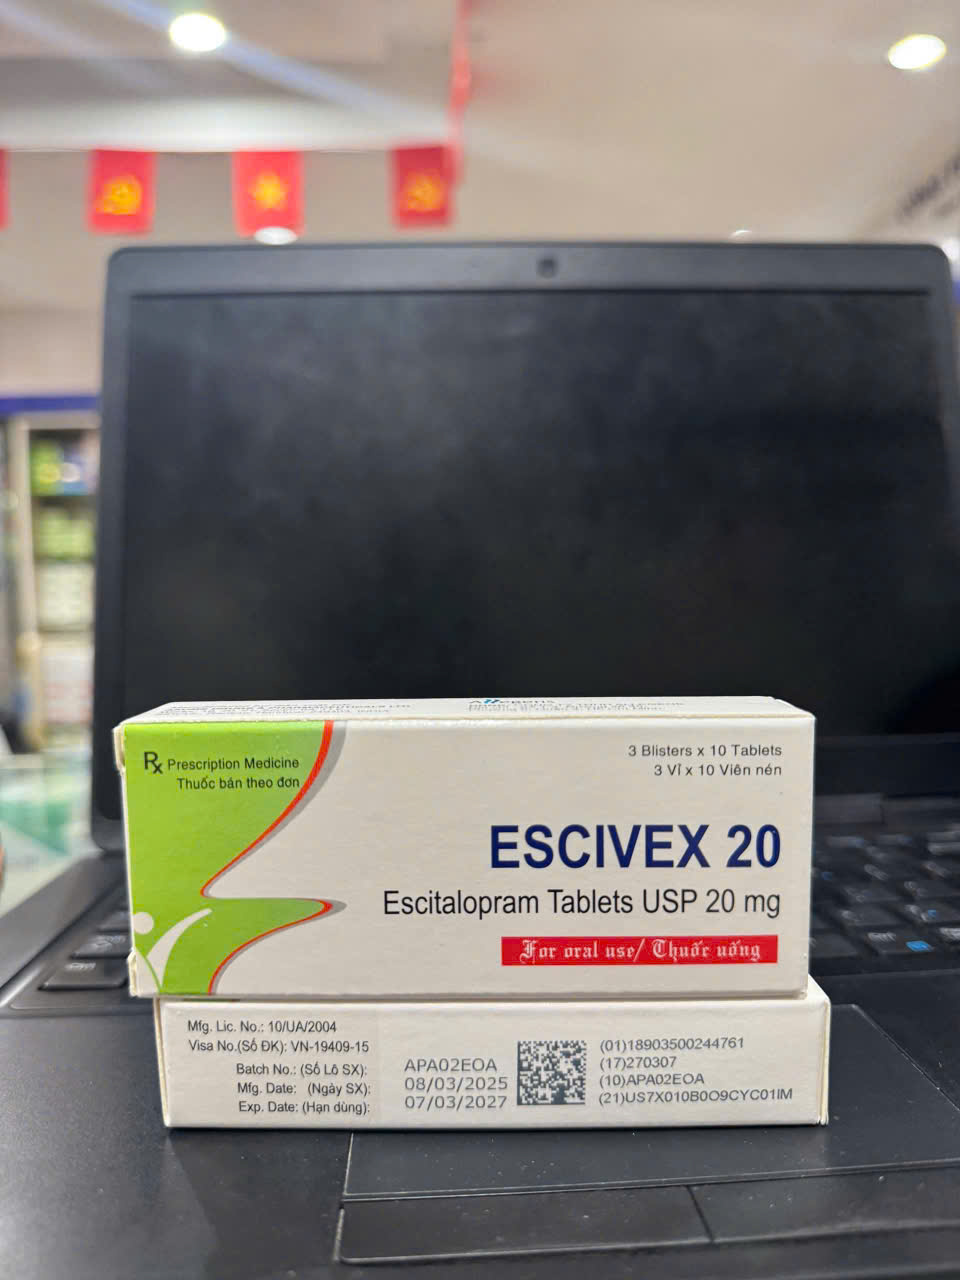 Rx Prescription Medicine
Thuốc bán theo đơn
3 Blisters x 10 Tablets
3 Vỉ x 10 Viên nén
ESCIVEX 20
Escitalopram Tablets USP 20 mg
For oral use/ Thuốc uống
Mfg. Lic. No.: 10/UA/2004
Visa No.(Số ĐK): VN-19409-15
Batch No.: (Số Lô SX): APA02EOA
Mfg. Date: (Ngày SX): 08/03/2025
Exp. Date: (Hạn dùng): 07/03/2027
(01)18903500244761
(17)270307
(10)APA02EOA
(21)US7X010B0O9CYC01IM